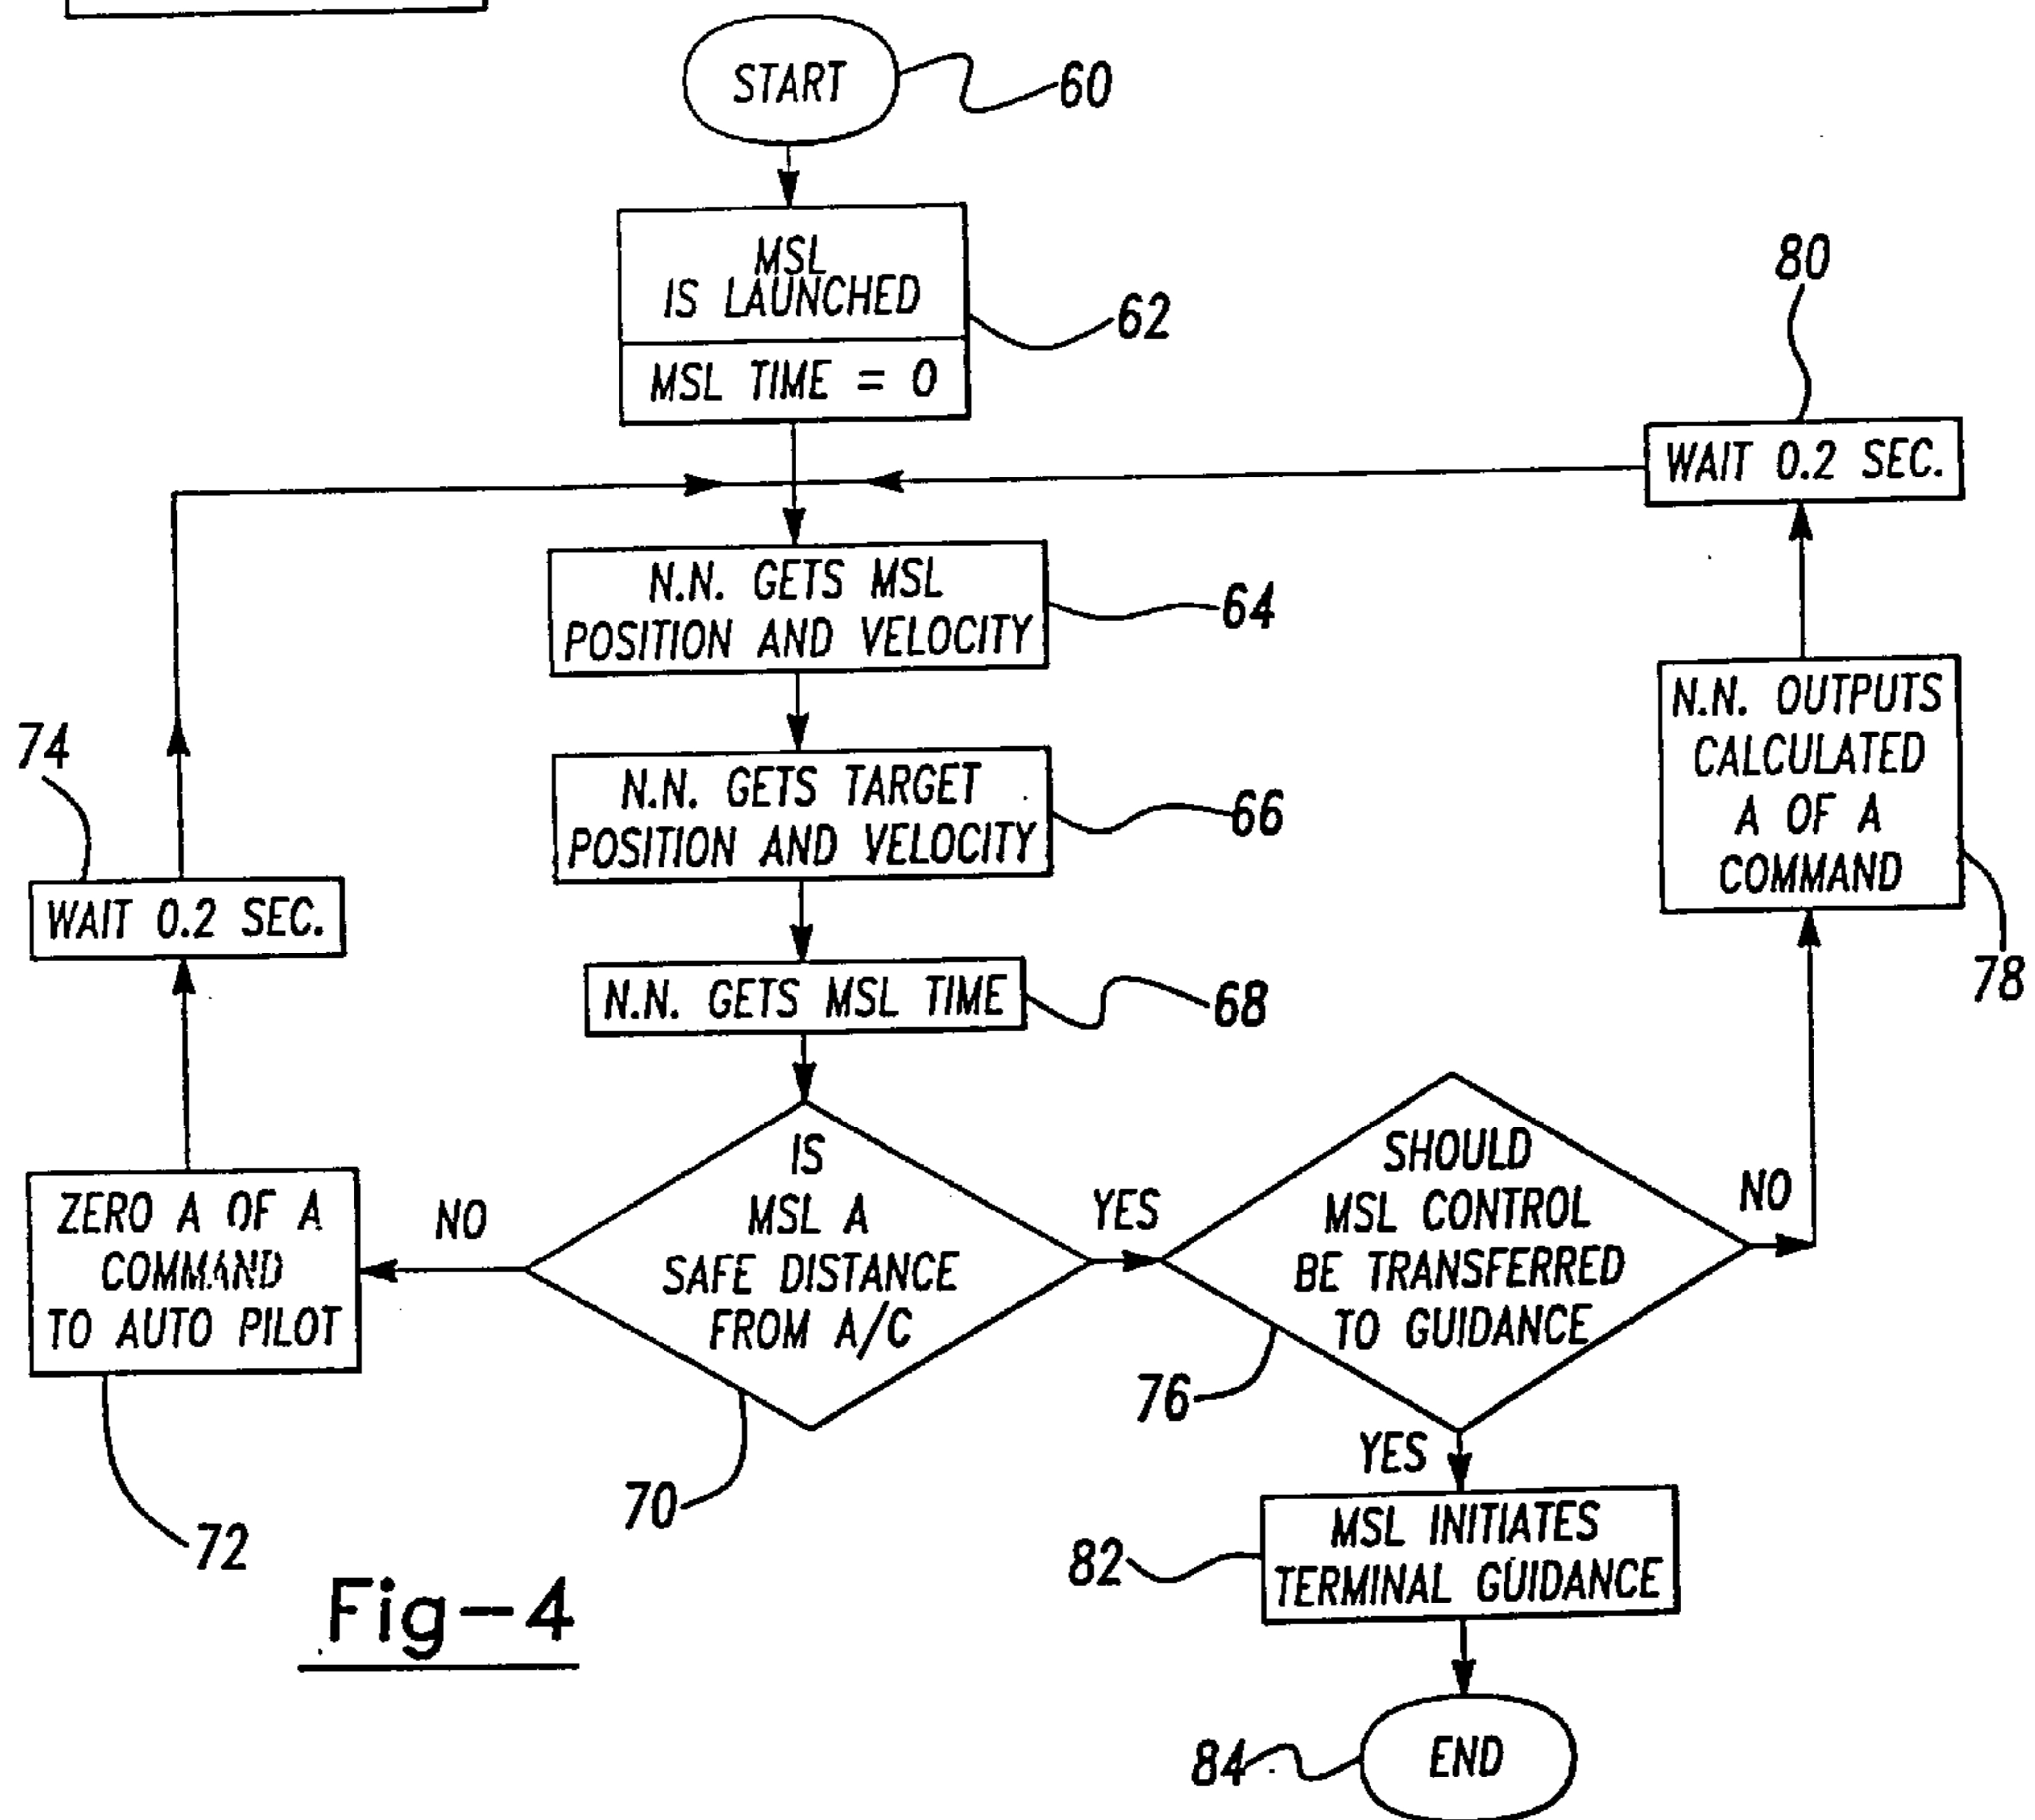 START
60
MSL
IS LAUNCHED
MSL TIME = 0
62
80
WAIT 0.2 SEC.
N.N. GETS MSL
POSITION AND VELOCITY
64
N.N. OUTPUTS
CALCULATED
A OF A
COMMAND
78
74
WAIT 0.2 SEC.
N.N. GETS TARGET
POSITION AND VELOCITY
66
N.N. GETS MSL TIME
68
ZERO A OF A
COMMAND
TO AUTO PILOT
72
NO
IS
MSL A
SAFE DISTANCE
FROM A/C
70
YES
SHOULD
MSL CONTROL
BE TRANSFERRED
TO GUIDANCE
76
NO
YES
MSL INITIATES
TERMINAL GUIDANCE
82
END
84
Fig-4